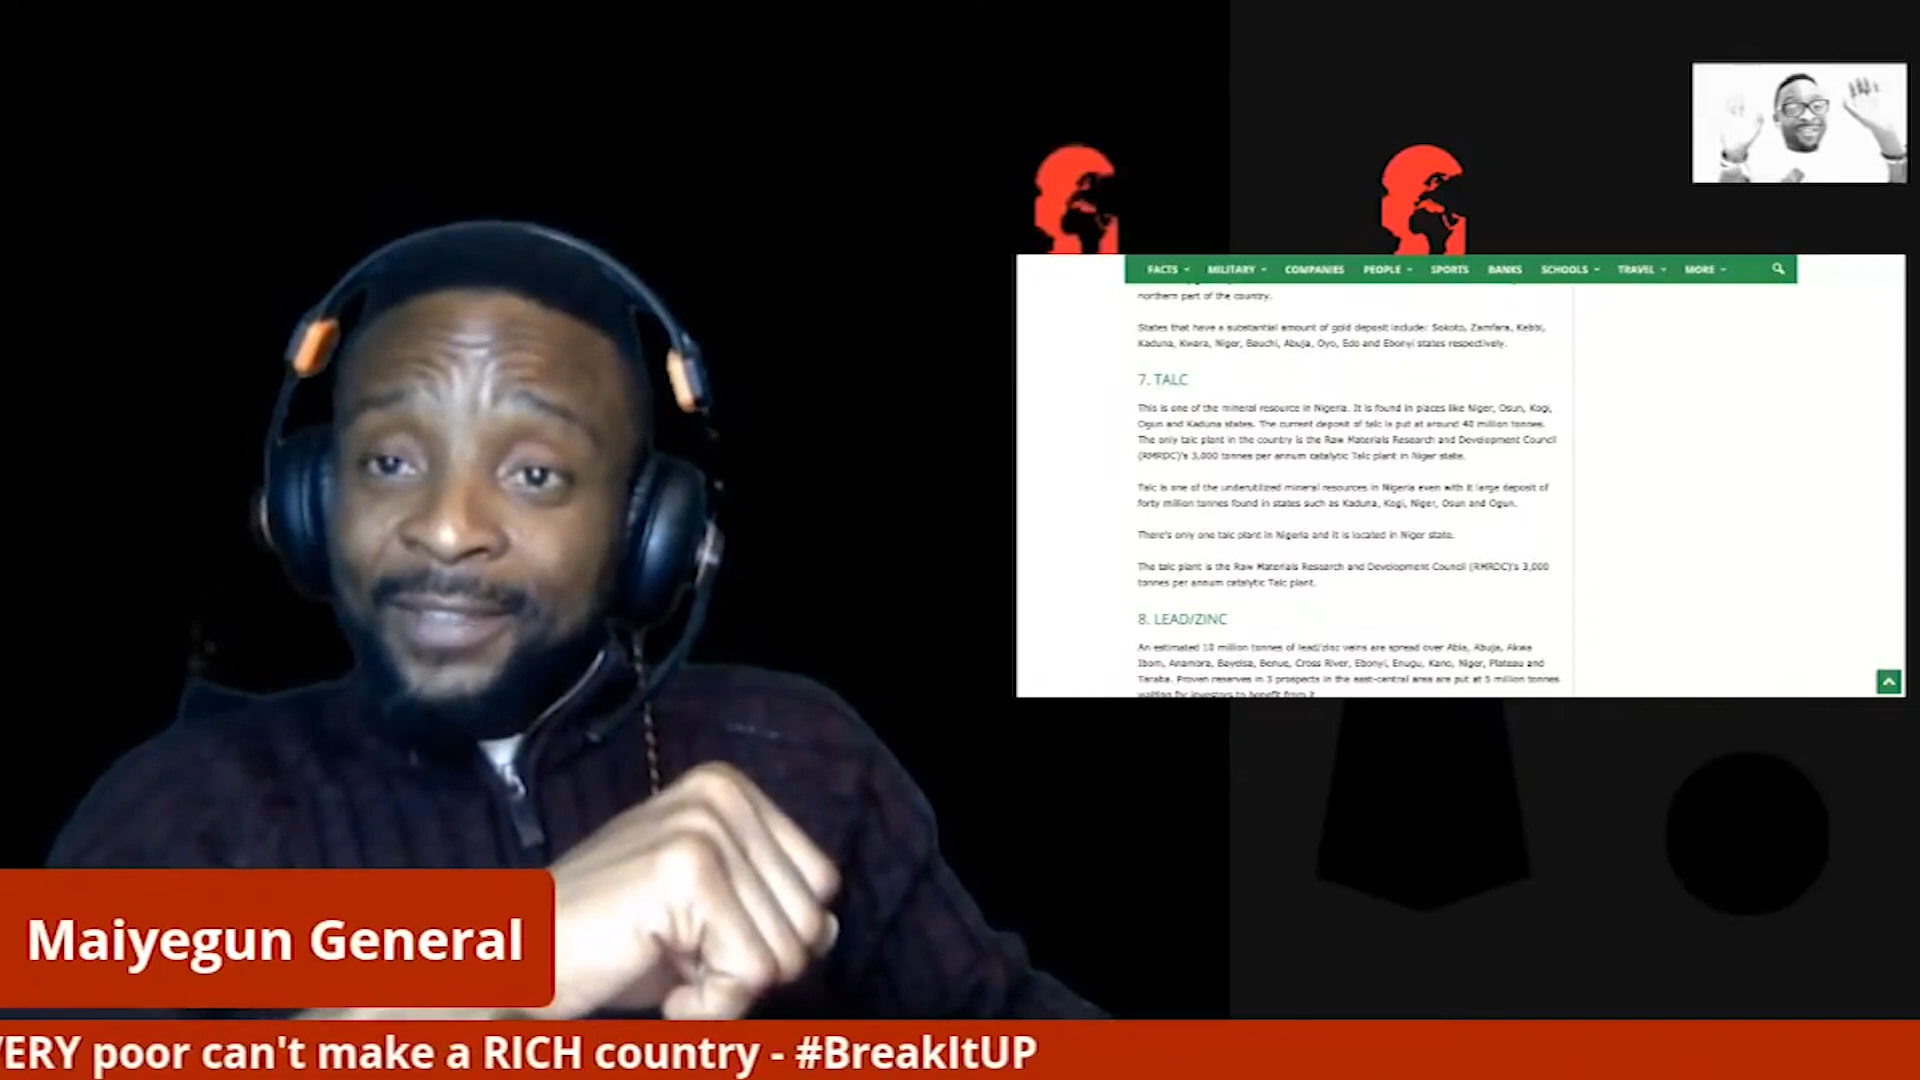 FACTS MILITARY COMPANIES PEOPLE SPORTS BANKS SCHOOLS TRAVEL MORE
northern part of the country.
States that have a substantial amount of gold deposit include: Sokoto, Zamfara, Kebbi,
Kaduna, Kwara, Niger, Bauchi, Abuja, Oyo, Edo and Ebonyi states respectively.
7. TALC
This is one of the mineral resource in Nigeria. It is found in places like Niger, Osun, Kogi,
Ogun and Kaduna states. The current deposit of talc is put at around 40 million tonnes.
The only talc plant in the country is the Raw Materials Research and Development Council
(RMRDC)'s 3,000 tonnes per annum catalytic Talc plant in Niger state.
Talc is one of the underutilized mineral resources in Nigeria even with it large deposit of
forty million tonnes found in states such as Kaduna, Kogi, Niger, Osun and Ogun.
There's only one talc plant in Nigeria and it is located in Niger state.
The talc plant is the Raw Materials Research and Development Council (RMRDC)'s 3,000
tonnes per annum catalytic Talc plant.
8. LEAD/ZINC
An estimated 10 million tonnes of lead/zinc veins are spread over Abia, Abuja, Akwa
Ibom, Anambra, Bayelsa, Benue, Cross River, Ebonyi, Enugu, Kano, Niger, Plateau and
Taraba. Proven reserves in 3 prospects in the east-central area are put at 5 million tonnes
waiting for investors to benefit from it
Maiyegun General
VERY poor can't make a RICH country - #BreakItUP